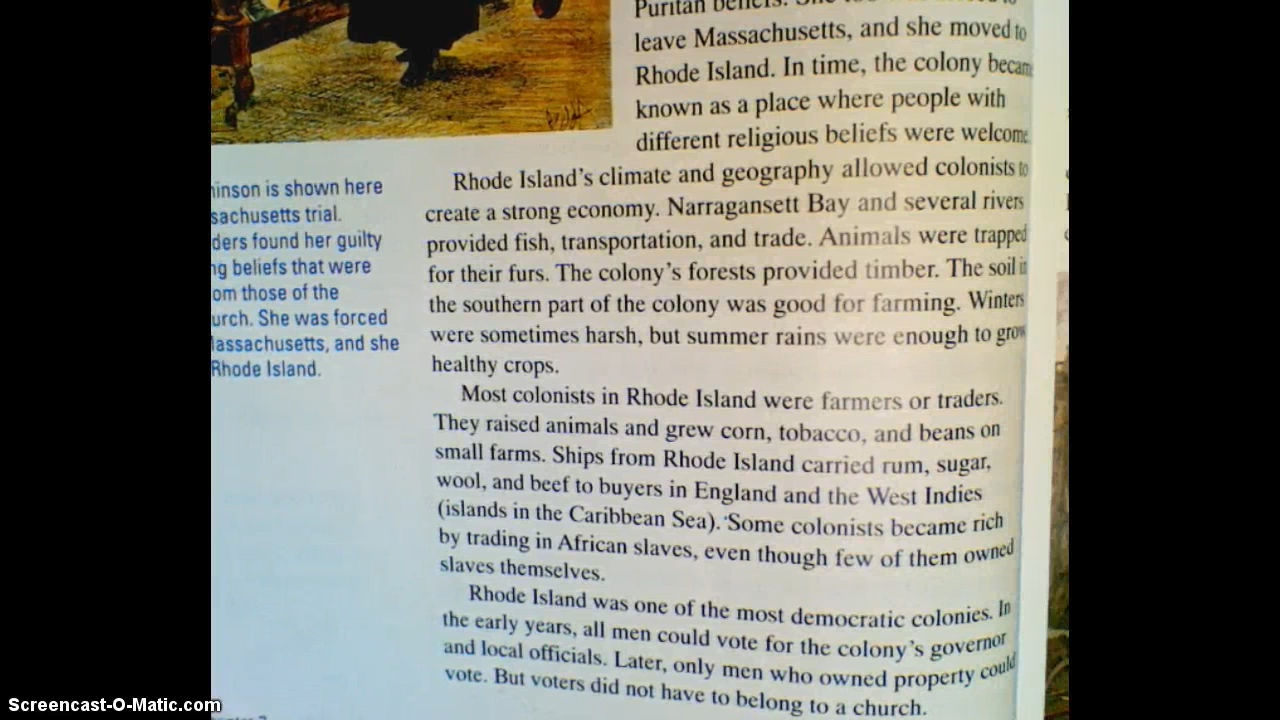 Puritan beliefs. She
leave Massachusetts, and she moved to
Rhode Island. In time, the colony becam
known as a place where people with
different religious beliefs were welcome
Rhode Island's climate and geography allowed colonists to
create a strong economy. Narragansett Bay and several rivers
provided fish, transportation, and trade. Animals were trapped
for their furs. The colony's forests provided timber. The soil in
the southern part of the colony was good for farming. Winters
were sometimes harsh, but summer rains were enough to grow
healthy crops.
Most colonists in Rhode Island were farmers or traders.
They raised animals and grew corn, tobacco, and beans on
small farms. Ships from Rhode Island carried rum, sugar,
wool, and beef to buyers in England and the West Indies
(islands in the Caribbean Sea). Some colonists became rich
by trading in African slaves, even though few of them owned
slaves themselves.
Rhode Island was one of the most democratic colonies. In
the early years, all men could vote for the colony's governor
and local officials. Later, only men who owned property could
vote. But voters did not have to belong to a church.
hinson is shown here
sachusetts trial.
ders found her guilty
ng beliefs that were
om those of the
urch. She was forced
Massachusetts, and she
Rhode Island.
Screencast-O-Matic.com